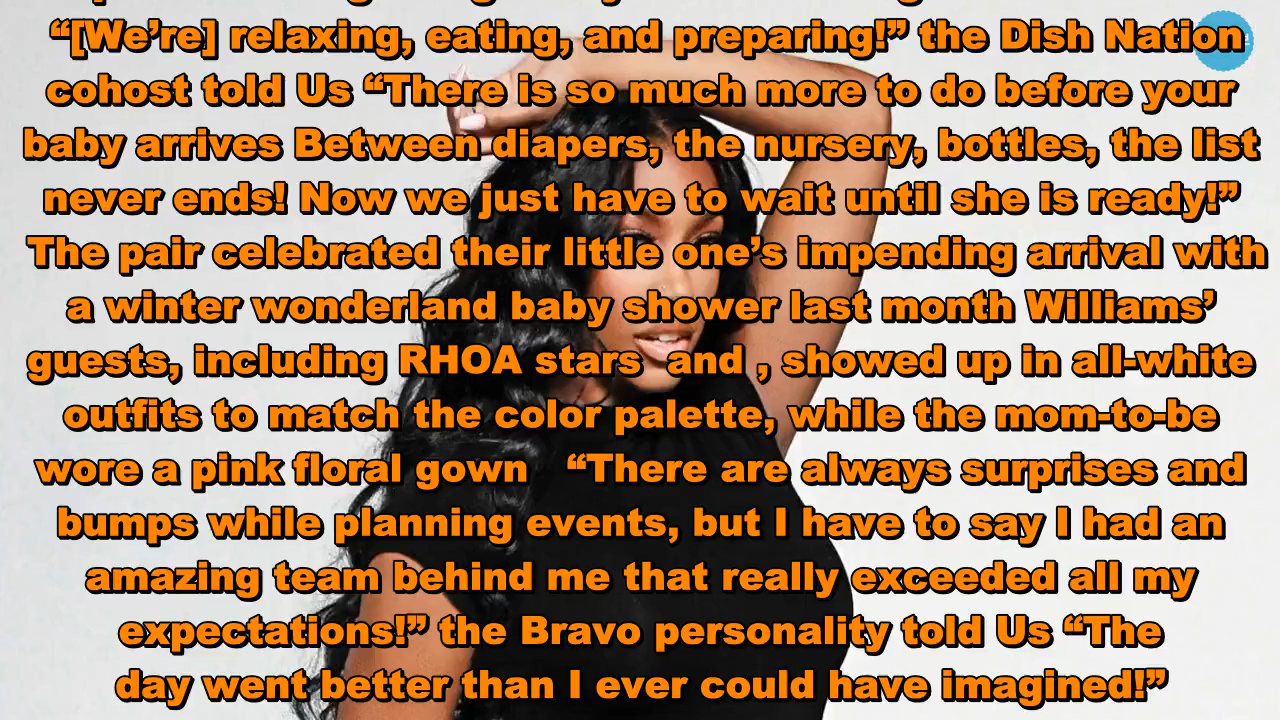 “[We’re] relaxing, eating, and preparing!” the Dish Nation
cohost told Us “There is so much more to do before your
baby arrives Between diapers, the nursery, bottles, the list
never ends! Now we just have to wait until she is ready!”
The pair celebrated their little one’s impending arrival with
a winter wonderland baby shower last month Williams’
guests, including RHOA stars  and , showed up in all-white
outfits to match the color palette, while the mom-to-be
wore a pink floral gown   “There are always surprises and
bumps while planning events, but I have to say I had an
amazing team behind me that really exceeded all my
expectations!” the Bravo personality told Us “The
day went better than I ever could have imagined!”